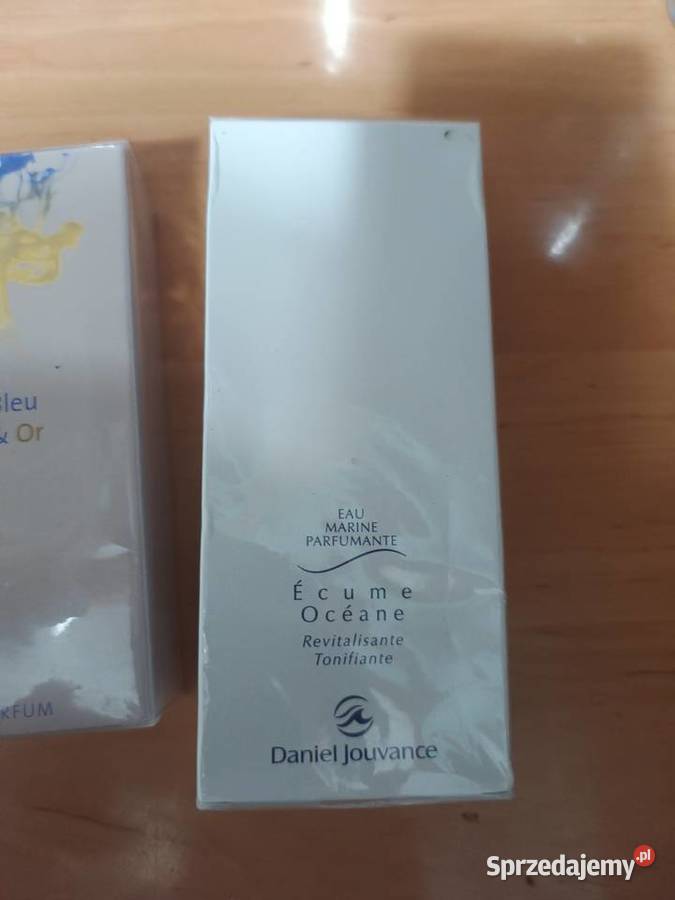 Bleu
& Or
RFUM
EAU
MARINE
PARFUMANTE
Écume
Océane
Revitalisante
Tonifiante
Daniel Jouvance
Sprzedajemy.pl